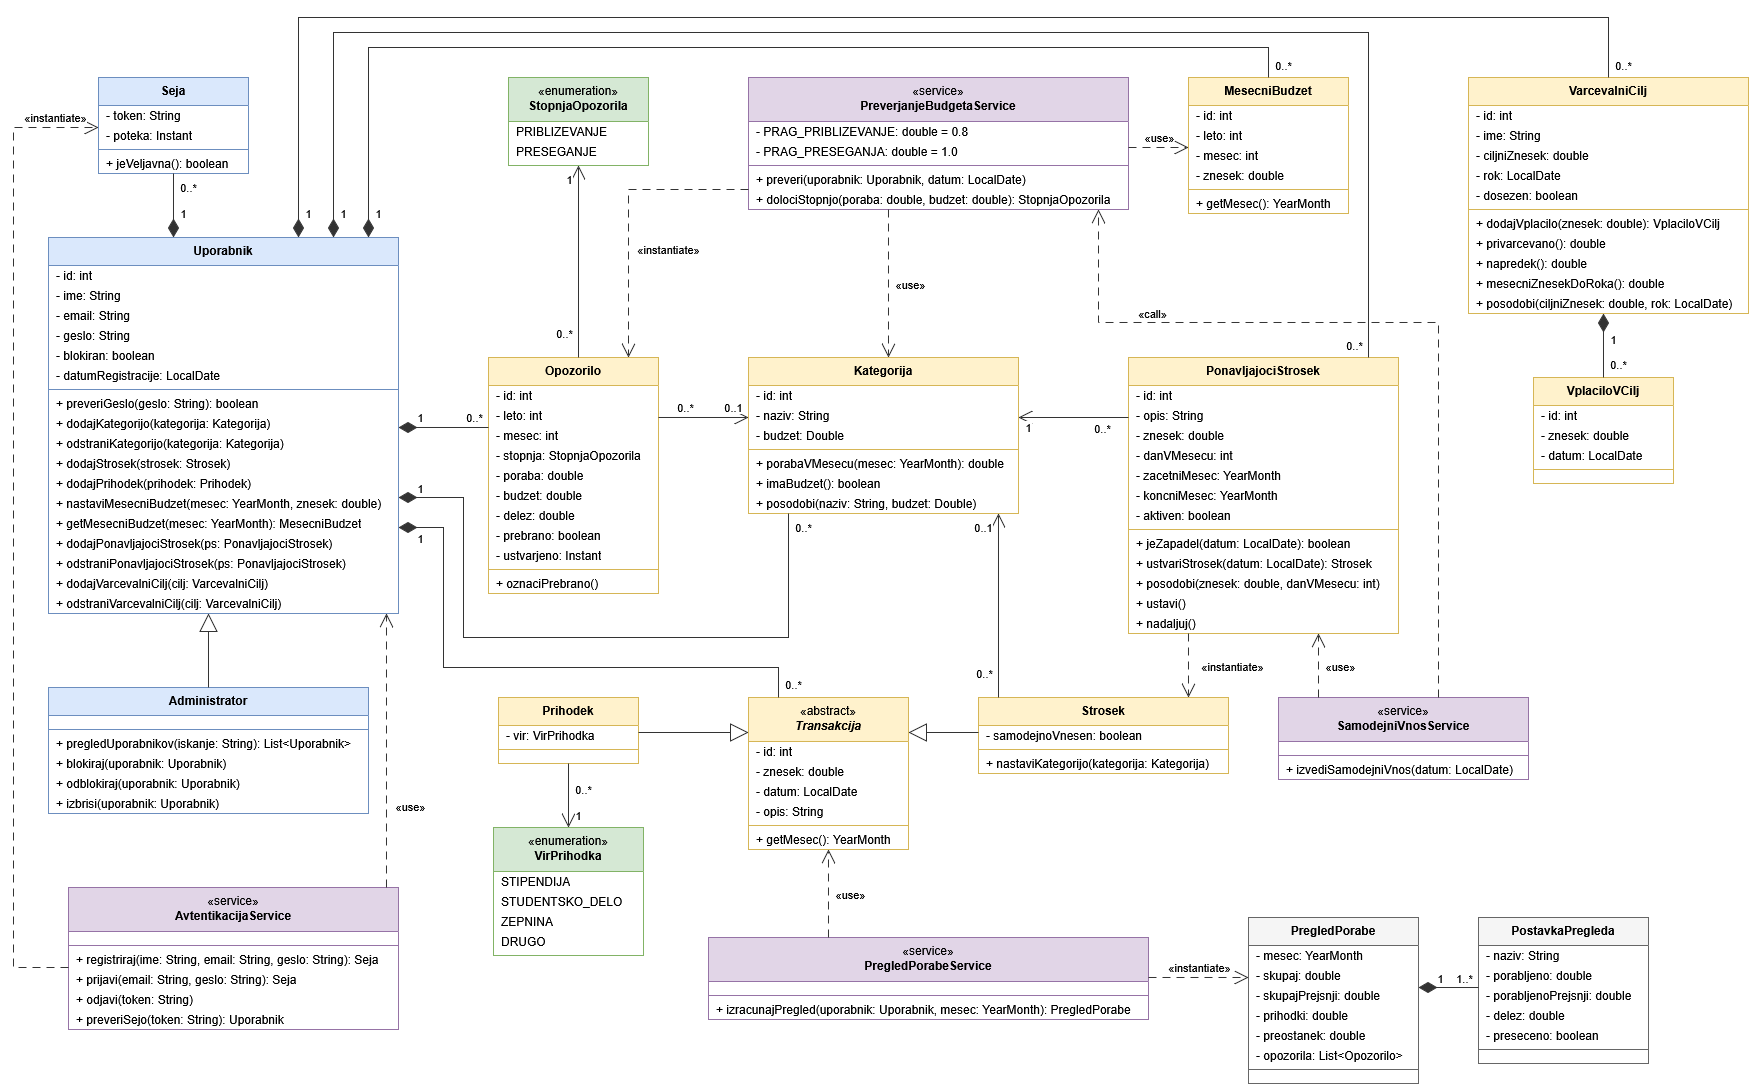 Seja
- token: String
- poteka: Instant
+ jeVeljavna(): boolean
«instantiate»
0..*
1
1
1
1
«enumeration»
StopnjaOpozorila
PRIBLIZEVANJE
PRESEGANJE
1
0..*
«service»
PreverjanjeBudgetaService
- PRAG_PRIBLIZEVANJE: double = 0.8
- PRAG_PRESEGANJA: double = 1.0
+ preveri(uporabnik: Uporabnik, datum: LocalDate)
+ dolociStopnjo(poraba: double, budzet: double): StopnjaOpozorila
«use»
«instantiate»
«use»
«call»
0..*
MesecniBudzet
- id: int
- leto: int
- mesec: int
- znesek: double
+ getMesec(): YearMonth
0..*
VarcevalniCilj
- id: int
- ime: String
- ciljniZnesek: double
- rok: LocalDate
- dosezen: boolean
+ dodajVplacilo(znesek: double): VplaciloVCilj
+ privarcevano(): double
+ napredek(): double
+ mesecniZnesekDoRoka(): double
+ posodobi(ciljniZnesek: double, rok: LocalDate)
1
0..*
VplaciloVCilj
- id: int
- znesek: double
- datum: LocalDate
Uporabnik
- id: int
- ime: String
- email: String
- geslo: String
- blokiran: boolean
- datumRegistracije: LocalDate
+ preveriGeslo(geslo: String): boolean
+ dodajKategorijo(kategorija: Kategorija)
+ odstraniKategorijo(kategorija: Kategorija)
+ dodajStrosek(strosek: Strosek)
+ dodajPrihodek(prihodek: Prihodek)
+ nastaviMesecniBudzet(mesec: YearMonth, znesek: double)
+ getMesecniBudzet(mesec: YearMonth): MesecniBudzet
+ dodajPonavljajociStrosek(ps: PonavljajociStrosek)
+ odstraniPonavljajociStrosek(ps: PonavljajociStrosek)
+ dodajVarcevalniCilj(cilj: VarcevalniCilj)
+ odstraniVarcevalniCilj(cilj: VarcevalniCilj)
1
0..*
1
1
Opozorilo
- id: int
- leto: int
- mesec: int
- stopnja: StopnjaOpozorila
- poraba: double
- budzet: double
- delez: double
- prebrano: boolean
- ustvarjeno: Instant
+ oznaciPrebrano()
0..*
0..1
Kategorija
- id: int
- naziv: String
- budzet: Double
+ porabaVMesecu(mesec: YearMonth): double
+ imaBudzet(): boolean
+ posodobi(naziv: String, budzet: Double)
0..*
0..1
1
0..*
0..*
PonavljajociStrosek
- id: int
- opis: String
- znesek: double
- danVMesecu: int
- zacetniMesec: YearMonth
- koncniMesec: YearMonth
- aktiven: boolean
+ jeZapadel(datum: LocalDate): boolean
+ ustvariStrosek(datum: LocalDate): Strosek
+ posodobi(znesek: double, danVMesecu: int)
+ ustavi()
+ nadaljuj()
«instantiate»
«use»
Administrator
+ pregledUporabnikov(iskanje: String): List<Uporabnik>
+ blokiraj(uporabnik: Uporabnik)
+ odblokiraj(uporabnik: Uporabnik)
+ izbrisi(uporabnik: Uporabnik)
«use»
Prihodek
- vir: VirPrihodka
0..*
1
0..*
«abstract»
Transakcija
- id: int
- znesek: double
- datum: LocalDate
- opis: String
+ getMesec(): YearMonth
0..*
Strosek
- samodejnoVnesen: boolean
+ nastaviKategorijo(kategorija: Kategorija)
«service»
SamodejniVnosService
+ izvediSamodejniVnos(datum: LocalDate)
«enumeration»
VirPrihodka
STIPENDIJA
STUDENTSKO_DELO
ZEPNINA
DRUGO
«use»
«service»
AvtentikacijaService
+ registriraj(ime: String, email: String, geslo: String): Seja
+ prijavi(email: String, geslo: String): Seja
+ odjavi(token: String)
+ preveriSejo(token: String): Uporabnik
«service»
PregledPorabeService
+ izracunajPregled(uporabnik: Uporabnik, mesec: YearMonth): PregledPorabe
«instantiate»
PregledPorabe
- mesec: YearMonth
- skupaj: double
- skupajPrejsnji: double
- prihodki: double
- preostanek: double
- opozorila: List<Opozorilo>
1
1..*
PostavkaPregleda
- naziv: String
- porabljeno: double
- porabljenoPrejsnji: double
- delez: double
- preseceno: boolean